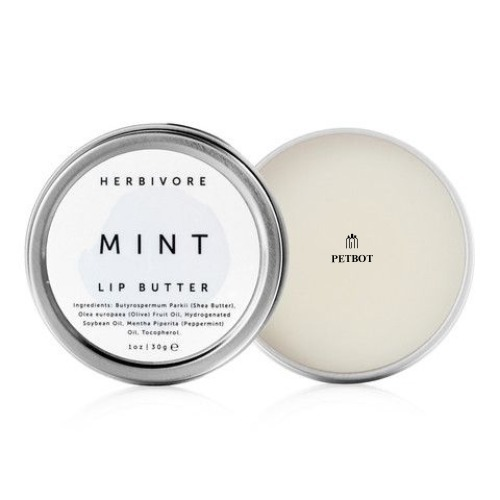 HERBIVORE
MINT
LIP BUTTER
Ingredients: Butyrospermum Parkii (Shea Butter),
Olea europaea (Olive) Fruit Oil, Hydrogenated
Soybean Oil, Mentha Piperita (Peppermint)
Oil, Tocopherol.
1oz | 30g ℮
PETBOT